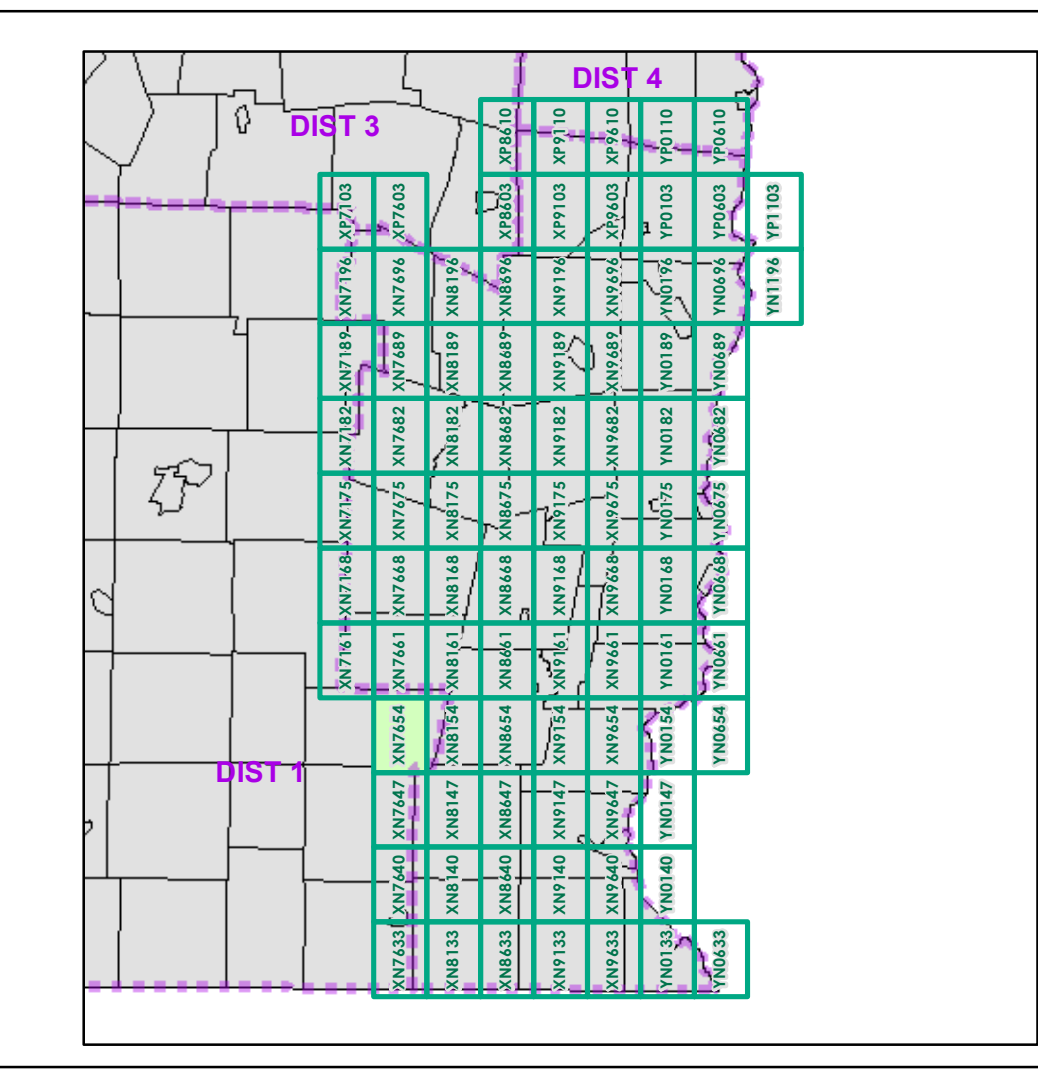 DIST 4
DIST 3
XP8610
XP9110
XP9610
YP0110
YP0610
XP7103
XP7603
XP8603
XP9103
XP9603
YP0103
YP0603
YP1103
XN7196
XN7696
XN8196
XN8696
XN9196
XN9696
YN0196
YN0696
YN1196
XN7189
XN7689
XN8189
XN8689
XN9189
XN9689
YN0189
YN0689
XN7182
XN7682
XN8182
XN8682
XN9182
XN9682
YN0182
YN0682
XN7175
XN7675
XN8175
XN8675
XN9175
XN9675
YN0175
YN0675
XN7168
XN7668
XN8168
XN8668
XN9168
XN9668
YN0168
YN0668
XN7161
XN7661
XN8161
XN8661
XN9161
XN9661
YN0161
YN0661
XN7654
XN8154
XN8654
XN9154
XN9654
YN0154
YN0654
DIST 1
XN7647
XN8147
XN8647
XN9147
XN9647
YN0147
XN7640
XN8140
XN8640
XN9140
XN9640
YN0140
XN7633
XN8133
XN8633
XN9133
XN9633
YN0133
YN0633